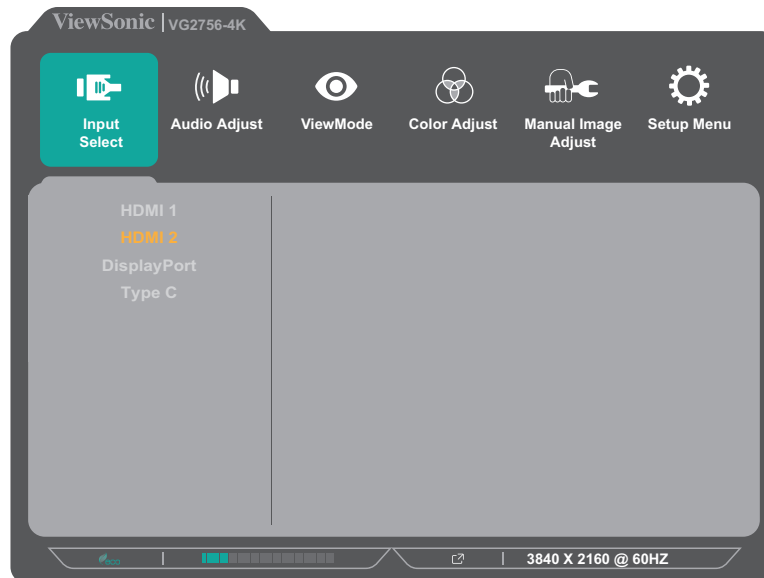 ViewSonic | VG2756-4K
Input
Select
Audio Adjust
ViewMode
Color Adjust
Manual Image
Adjust
Setup Menu
HDMI 1
HDMI 2
DisplayPort
Type C
eco
3840 X 2160 @ 60HZ